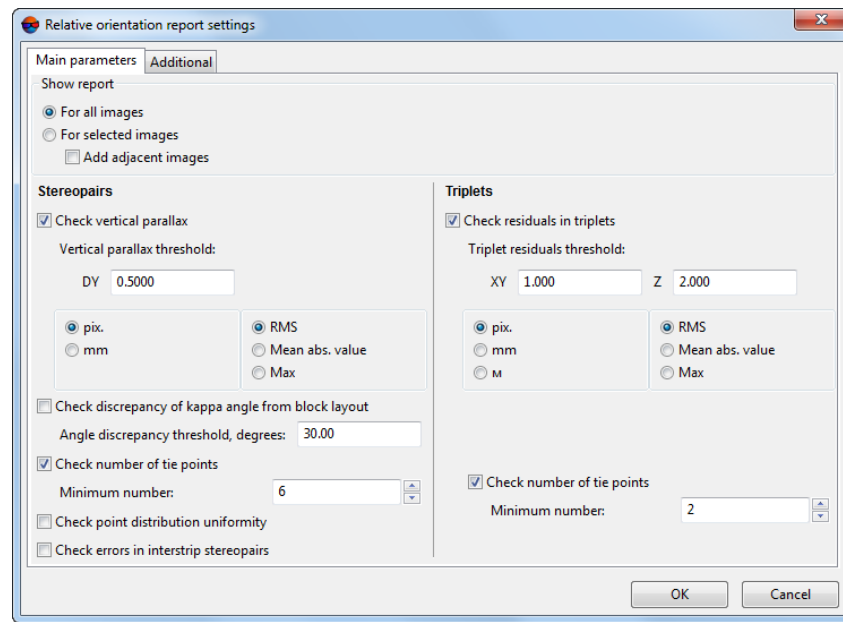 Relative orientation report settings
Main parameters Additional
Show report
For all images
For selected images
Add adjacent images
Stereopairs
Check vertical parallax
Vertical parallax threshold:
DY 0.5000
pix.
mm
RMS
Mean abs. value
Max
Check discrepancy of kappa angle from block layout
Angle discrepancy threshold, degrees: 30.00
Check number of tie points
Minimum number: 6
Check point distribution uniformity
Check errors in interstrip stereopairs
Triplets
Check residuals in triplets
Triplet residuals threshold:
XY 1.000 Z 2.000
pix.
mm
м
RMS
Mean abs. value
Max
Check number of tie points
Minimum number: 2
OK Cancel